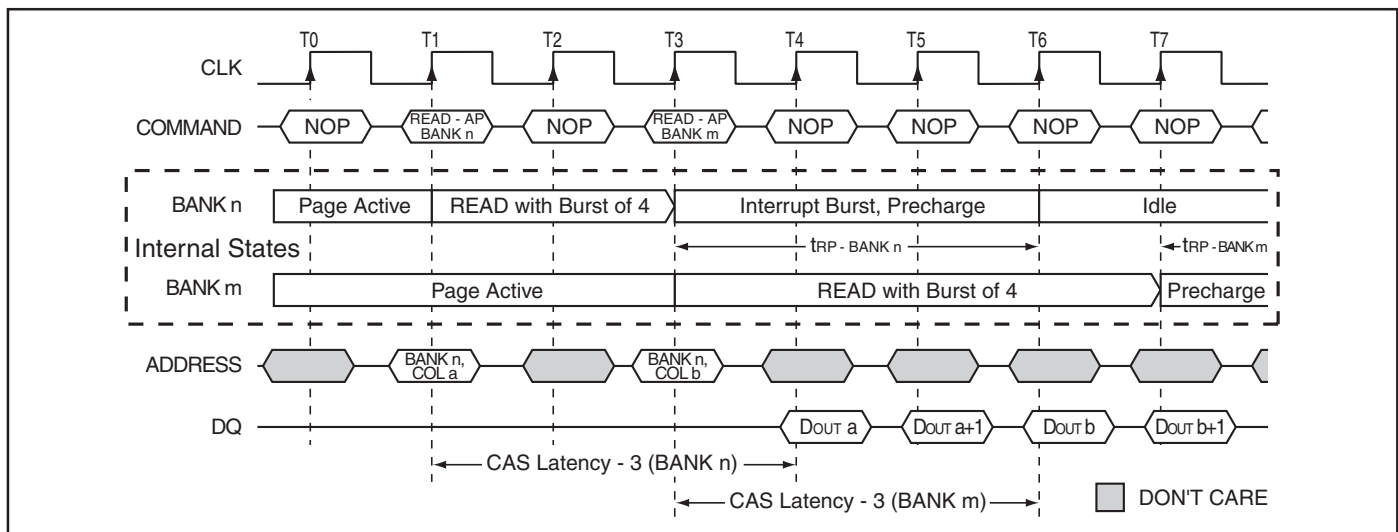 T0 T1 T2 T3 T4 T5 T6 T7
CLK
COMMAND NOP READ - AP BANK n NOP READ - AP BANK m NOP NOP NOP NOP
BANK n Page Active READ with Burst of 4 Interrupt Burst, Precharge Idle
Internal States tRP - BANK n tRP - BANK m
BANK m Page Active READ with Burst of 4 Precharge
ADDRESS BANK n, COL a BANK n, COL b
DQ DOUT a DOUT a+1 DOUT b DOUT b+1
CAS Latency - 3 (BANK n)
CAS Latency - 3 (BANK m) DON'T CARE